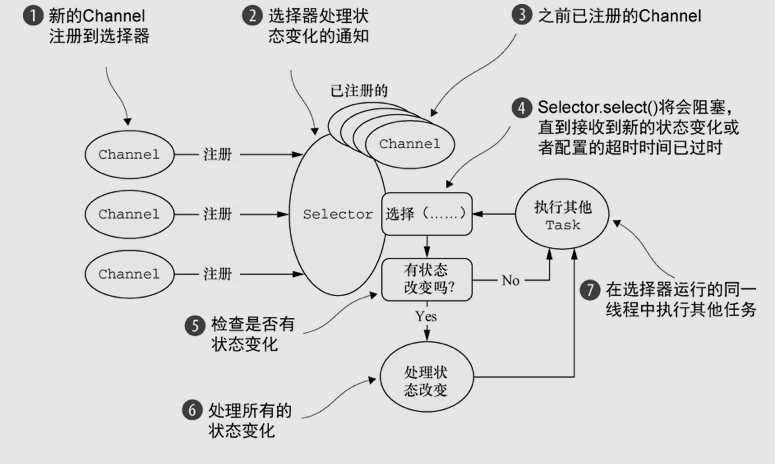 1 新的Channel
注册到选择器
2 选择器处理状
态变化的通知
3 之前已注册的Channel
已注册的
Channel
4 Selector.select()将会阻塞，
直到接收到新的状态变化或
者配置的超时时间已过时
Channel 注册
Channel 注册
Channel 注册
Selector
选择（……）
执行其他
Task
有状态
改变吗?
No
Yes
7 在选择器运行的同一
线程中执行其他任务
5 检查是否有
状态变化
处理状
态改变
6 处理所有的
状态变化